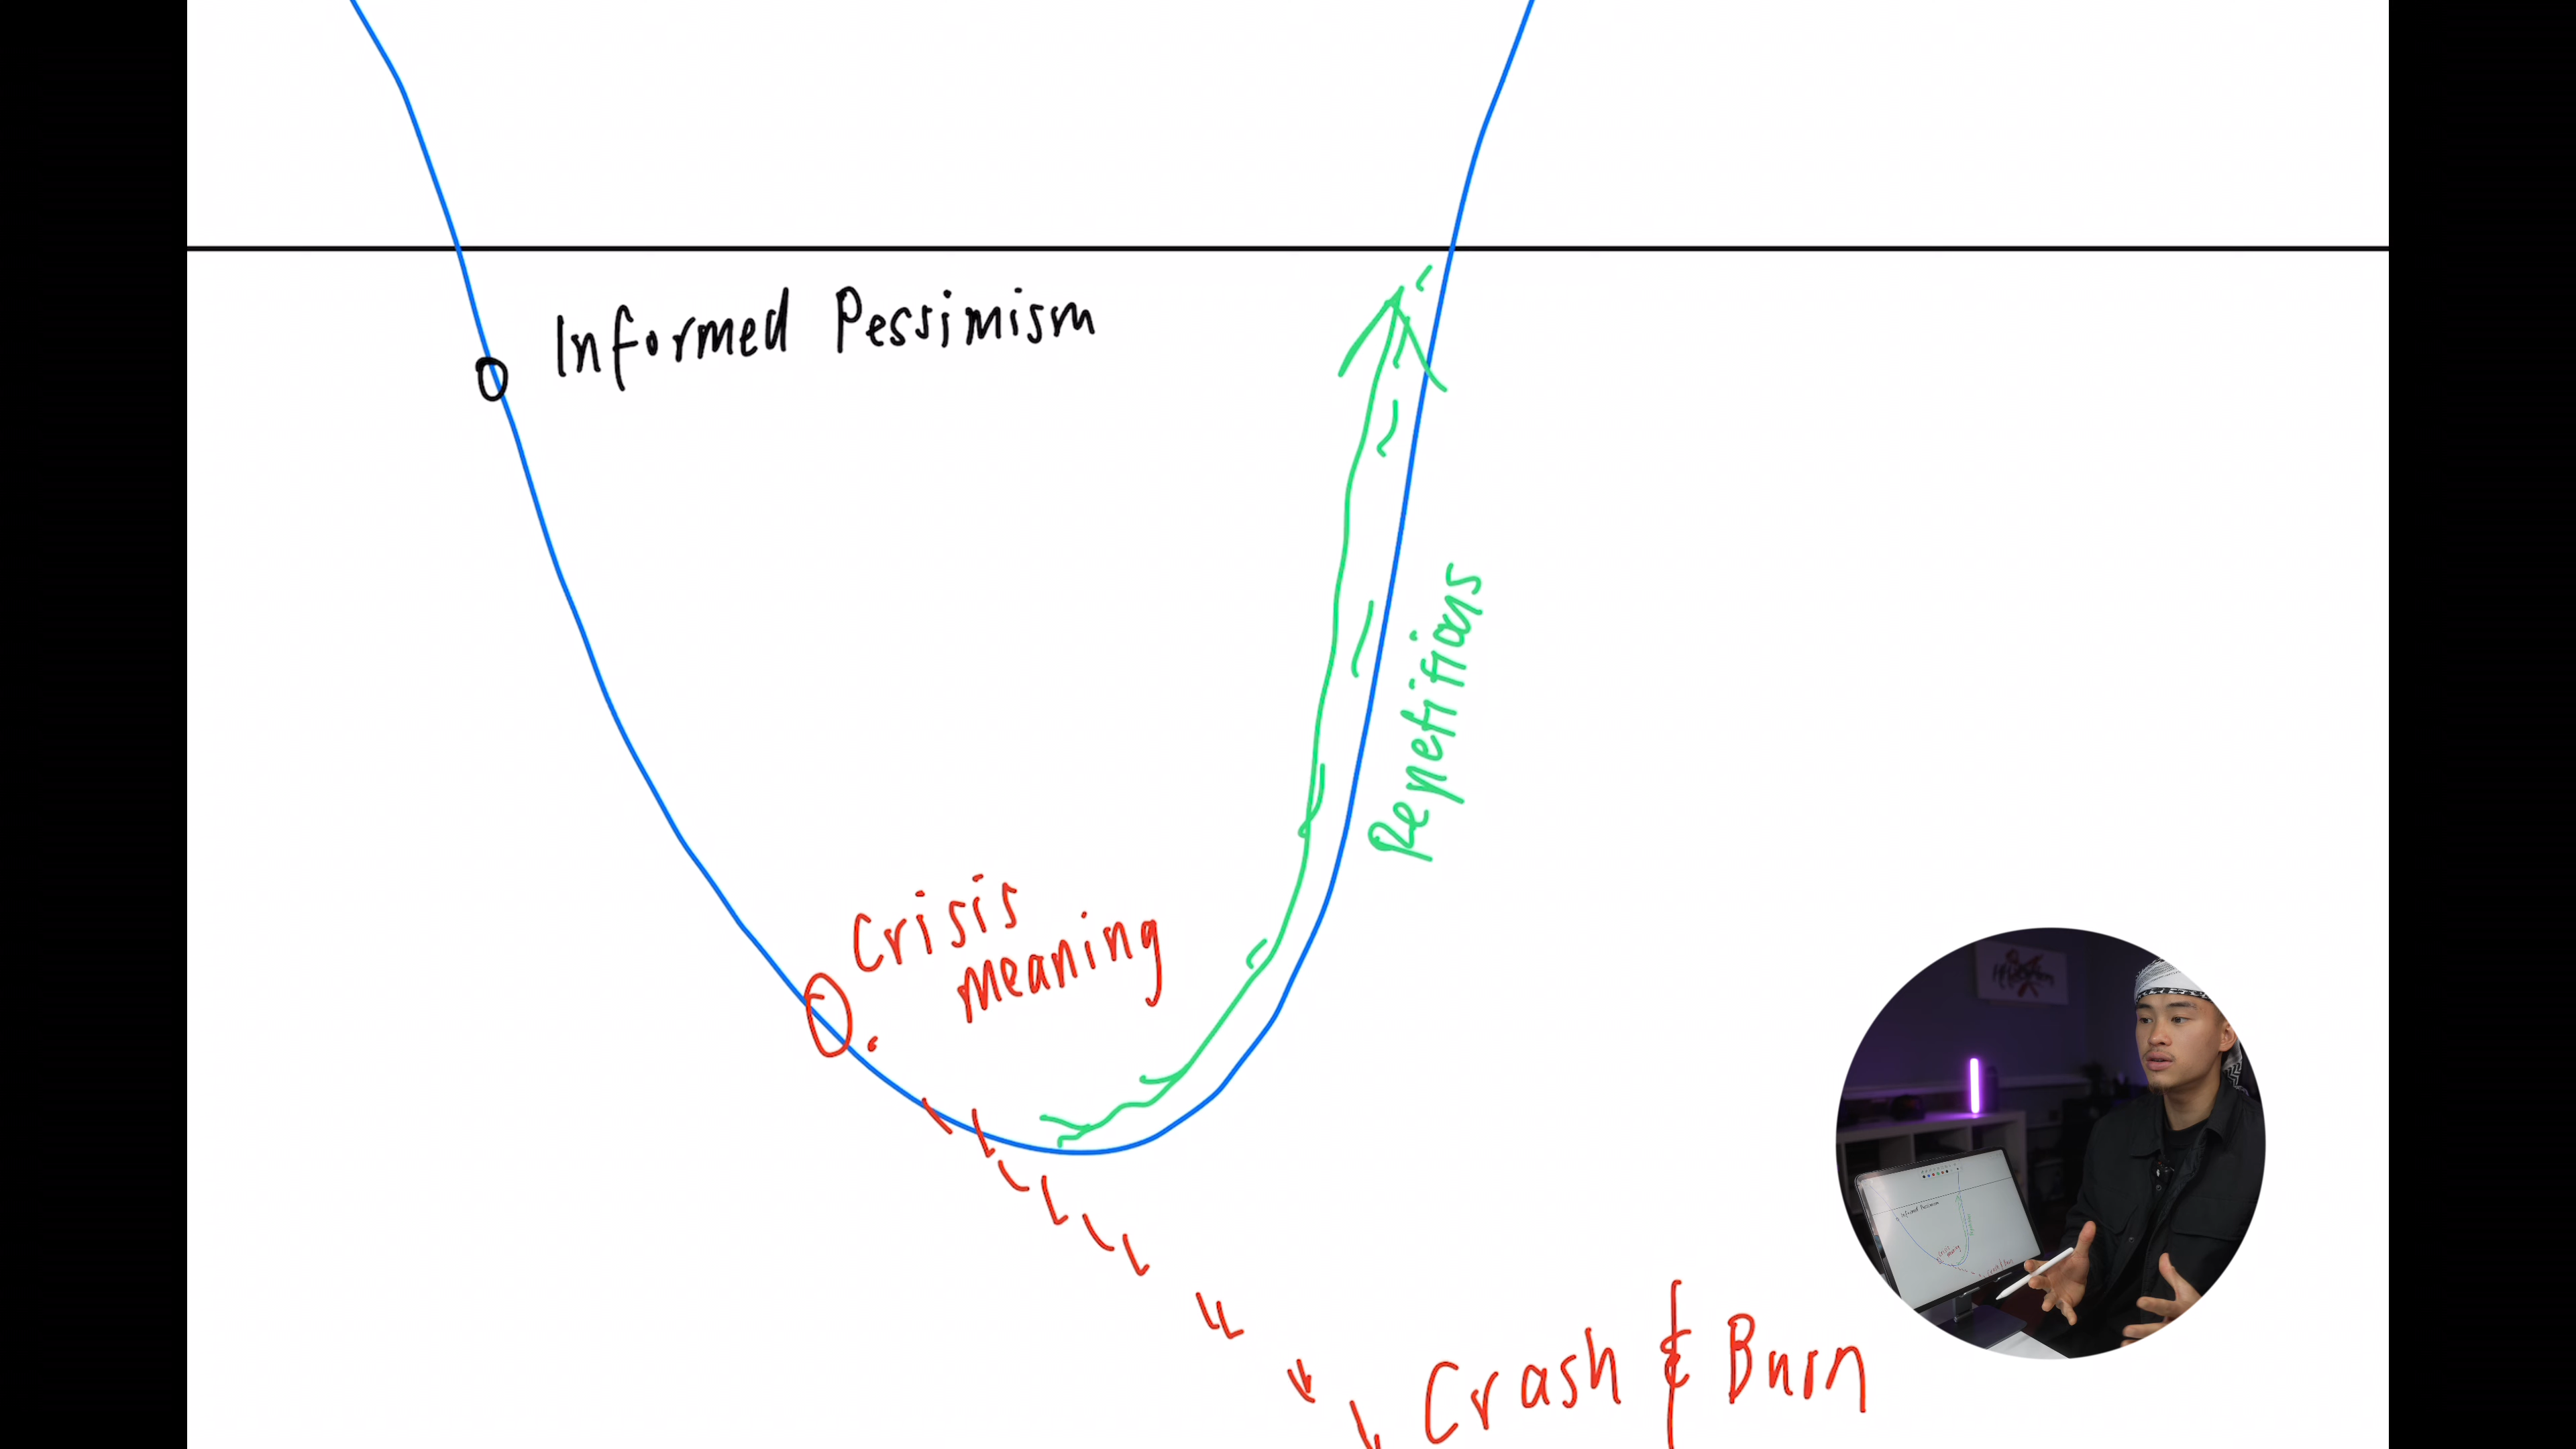 Informed Pessimism
Repetitions
Crisis
meaning
Crash & Burn